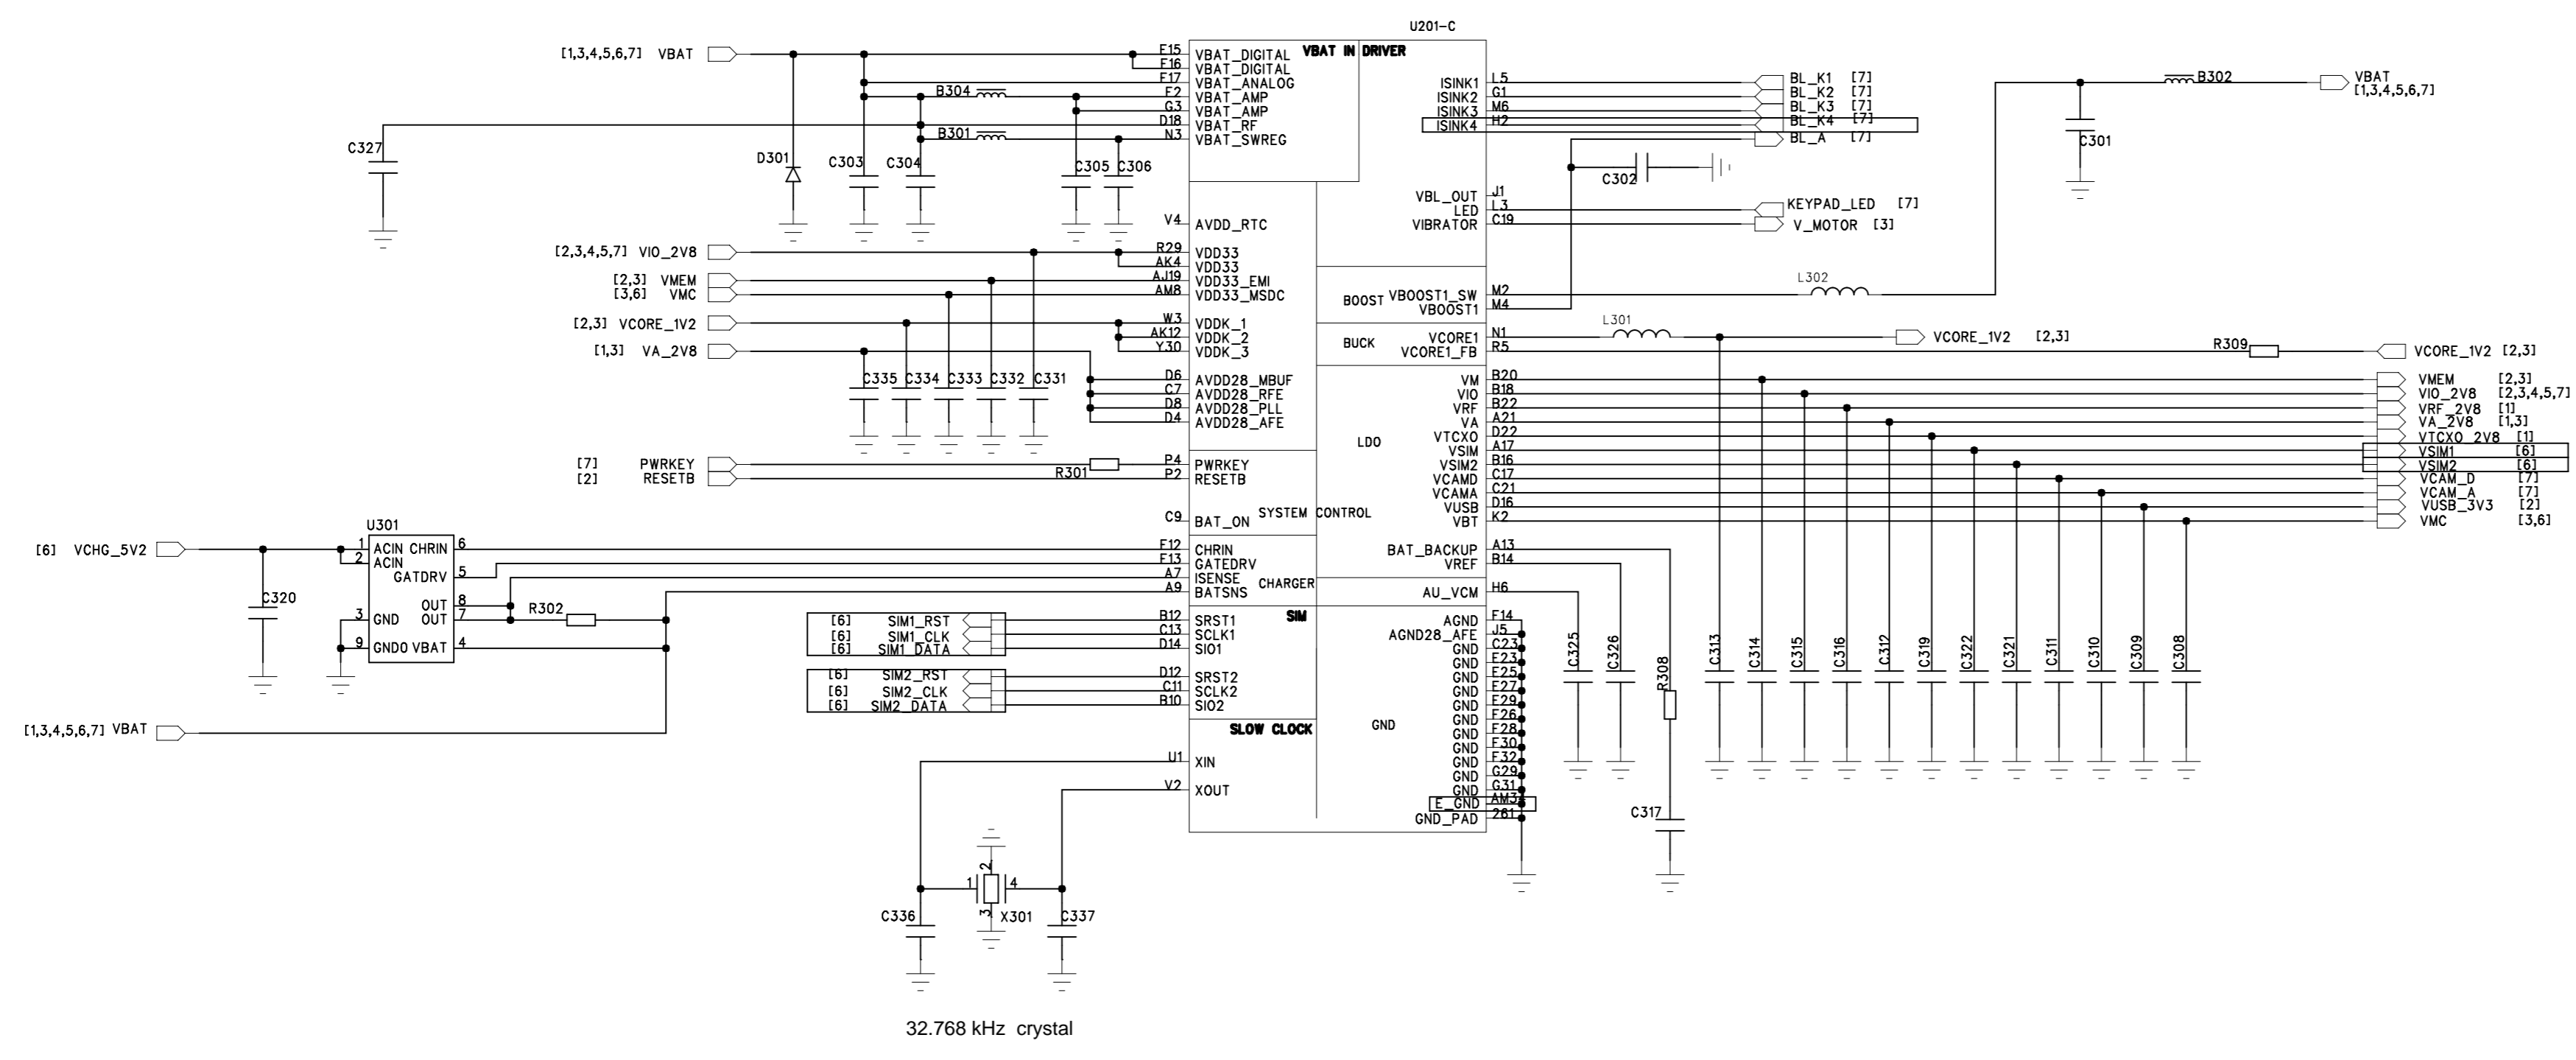 U201-C
[1,3,4,5,6,7] VBAT
F15 VBAT_DIGITAL
F16 VBAT_DIGITAL
F17 VBAT_ANALOG
F2 VBAT_AMP
G3 VBAT_AMP
D18 VBAT_RF
N3 VBAT_SWREG
VBAT IN DRIVER
B304
B301
C327
D301
C303
C304
C305
C306
ISINK1 L5 BL_K1 [7]
ISINK2 G1 BL_K2 [7]
ISINK3 M6 BL_K3 [7]
ISINK4 H2 BL_K4 [7]
BL_A [7]
C302
B302
VBAT
[1,3,4,5,6,7]
C301
VBL_OUT J1
LED L3 KEYPAD_LED [7]
VIBRATOR C19 V_MOTOR [3]
V4 AVDD_RTC
[2,3,4,5,7] VIO_2V8 R29 VDD33
AK4 VDD33
[2,3] VMEM AJ19 VDD33_EMI
[3,6] VMC AM8 VDD33_MSDC
[2,3] VCORE_1V2 W3 VDDK_1
AK12 VDDK_2
[1,3] VA_2V8 Y30 VDDK_3
BOOST VBOOST1_SW M2
VBOOST1 M4
L302
BUCK VCORE1 N1
VCORE1_FB R5
L301
VCORE_1V2 [2,3]
R309
VCORE_1V2 [2,3]
C335
C334
C333
C332
C331
D6 AVDD28_MBUF
C7 AVDD28_RFE
D8 AVDD28_PLL
D4 AVDD28_AFE
LDO
VM B20 VMEM [2,3]
VIO B18 VIO_2V8 [2,3,4,5,7]
VRF B22 VRF_2V8 [1]
VA A21 VA_2V8 [1,3]
VTCXO D22 VTCXO_2V8 [1]
VSIM A17 VSIM1 [6]
VSIM2 B16 VSIM2 [6]
VCAMD C17 VCAM_D [7]
VCAMA C21 VCAM_A [7]
VUSB D16 VUSB_3V3 [2]
VBT K2 VMC [3,6]
[7] PWRKEY R301 P4 PWRKEY
[2] RESETB P2 RESETB
C9 BAT_ON
SYSTEM CONTROL
BAT_BACKUP A13
VREF B14
AU_VCM H6
U301
[6] VCHG_5V2
1 ACIN CHRIN 6
2 ACIN
GATDRV 5
OUT 8
3 GND OUT 7
9 GND0 VBAT 4
C320
R302
[1,3,4,5,6,7] VBAT
F12 CHRIN
F13 GATEDRV
A7 ISENSE
A9 BATSNS
CHARGER
SIM
[6] SIM1_RST B12 SRST1
[6] SIM1_CLK C13 SCLK1
[6] SIM1_DATA D14 SIO1
[6] SIM2_RST D12 SRST2
[6] SIM2_CLK C11 SCLK2
[6] SIM2_DATA B10 SIO2
SLOW CLOCK
U1 XIN
V2 XOUT
GND
AGND F14
AGND28_AFE J5
GND C23
GND E23
GND E25
GND E27
GND E29
GND F26
GND F28
GND F30
GND F32
GND G29
GND G31
E_GND
GND_PAD 261
C325
C326
R308
C317
C313
C314
C315
C316
C312
C319
C322
C321
C311
C310
C309
C308
C336
1
2
3
4
X301
C337
32.768 kHz crystal